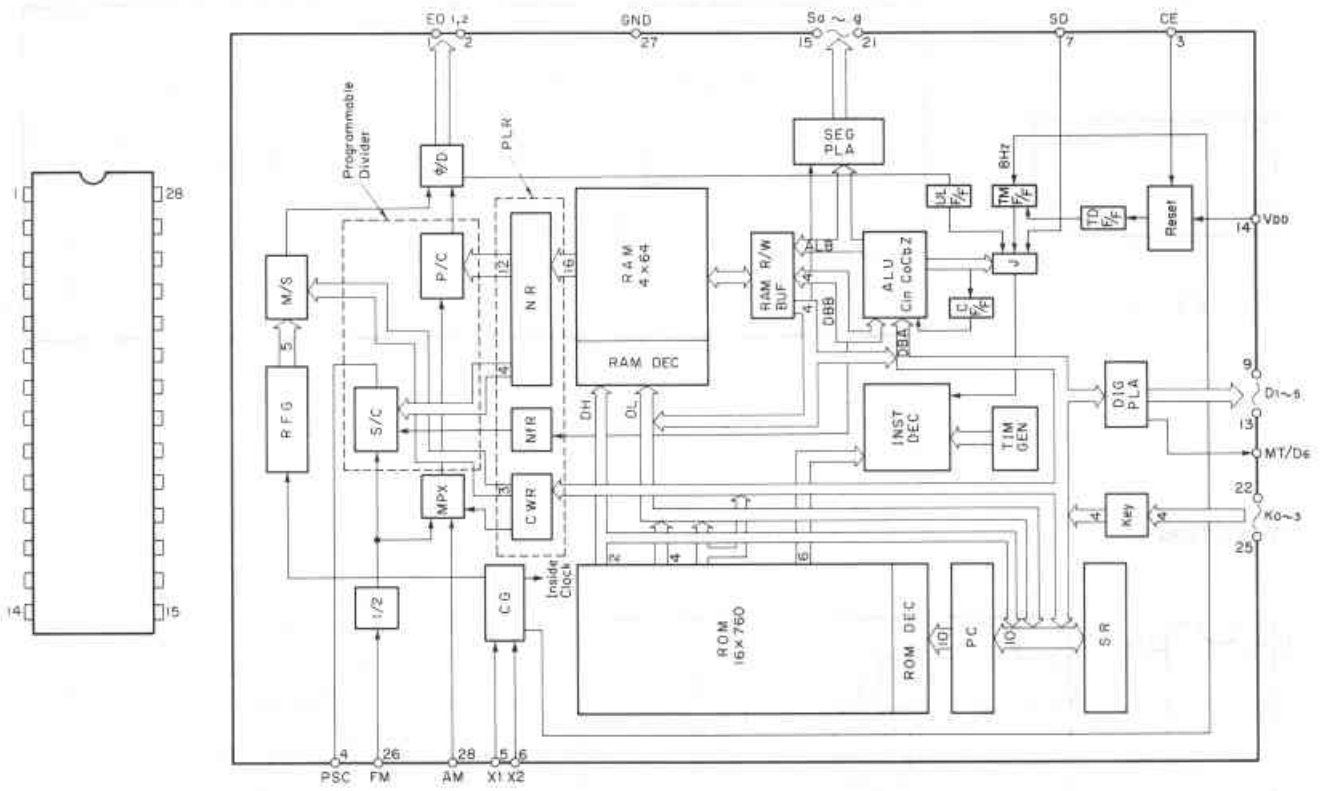 EO 1,2
GND
Sa ~ g
SD
CE
1
2
27
15
21
7
3
Programmable
Divider
PLR
φ/D
SEG
PLA
8Hz
UL
F/F
TM
F/F
TD
F/F
Reset
14
VDD
1
28
M/S
P/C
12
NR
16
RAM
4×64
RAM R/W
BUF
ALB
4
4
DBB
ALU
Cin CoCbZ
J
C
F/F
DBA
RAM DEC
5
4
RFG
S/C
NfR
DH
DL
INST
DEC
TIM
GEN
DIG
PLA
9
D1~5
13
MT/D6
MPX
3
CWR
22
Key
4
4
K0~3
25
2
4
4
6
Inside
Clock
14
15
1/2
CG
ROM
16×760
ROM DEC
10
PC
10
SR
4
26
28
5
6
PSC
FM
AM
X1
X2